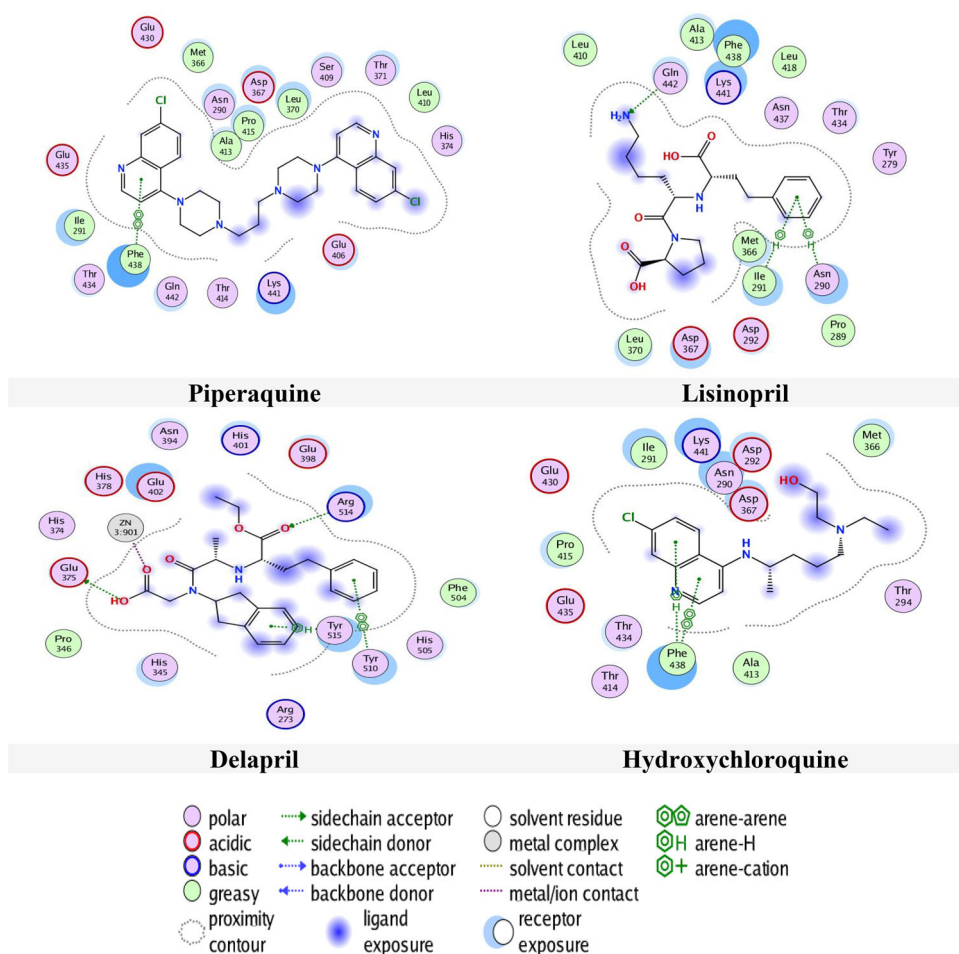 Glu 430
Met 366
Asp 367
Ser 409
Thr 371
Leu 410
His 374
Asn 290
Leu 370
Pro 415
Ala 413
Cl
N
N
N
N
N
N
N
Cl
Glu 435
Ile 291
Phe 438
Thr 434
Gln 442
Thr 414
Lys 441
Glu 406
Leu 410
Ala 413
Phe 438
Leu 418
Gln 442
Lys 441
Asn 437
Thr 434
Tyr 279
H₂N
HO
O
N
H
O
N
O
OH
H
H
Met 366
Ile 291
Asn 290
Pro 289
Asp 292
Asp 367
Leu 370
Piperaquine
Lisinopril
Asn 394
His 401
Glu 398
His 378
Glu 402
Arg 514
His 374
ZN 3:901
Glu 375
Phe 504
Pro 346
His 345
Tyr 515
Tyr 510
His 505
Arg 273
O
O
O
N
H
O
HO
N
H
Ile 291
Lys 441
Asp 292
Asn 290
Asp 367
Met 366
Glu 430
Pro 415
Glu 435
Thr 434
Thr 414
Phe 438
Ala 413
Thr 294
HO
Cl
H
N
N
N
H
Delapril
Hydroxychloroquine
polar
sidechain acceptor
solvent residue
arene-arene
acidic
sidechain donor
metal complex
H arene-H
basic
backbone acceptor
solvent contact
+ arene-cation
greasy
backbone donor
metal/ion contact
proximity contour
ligand exposure
receptor exposure